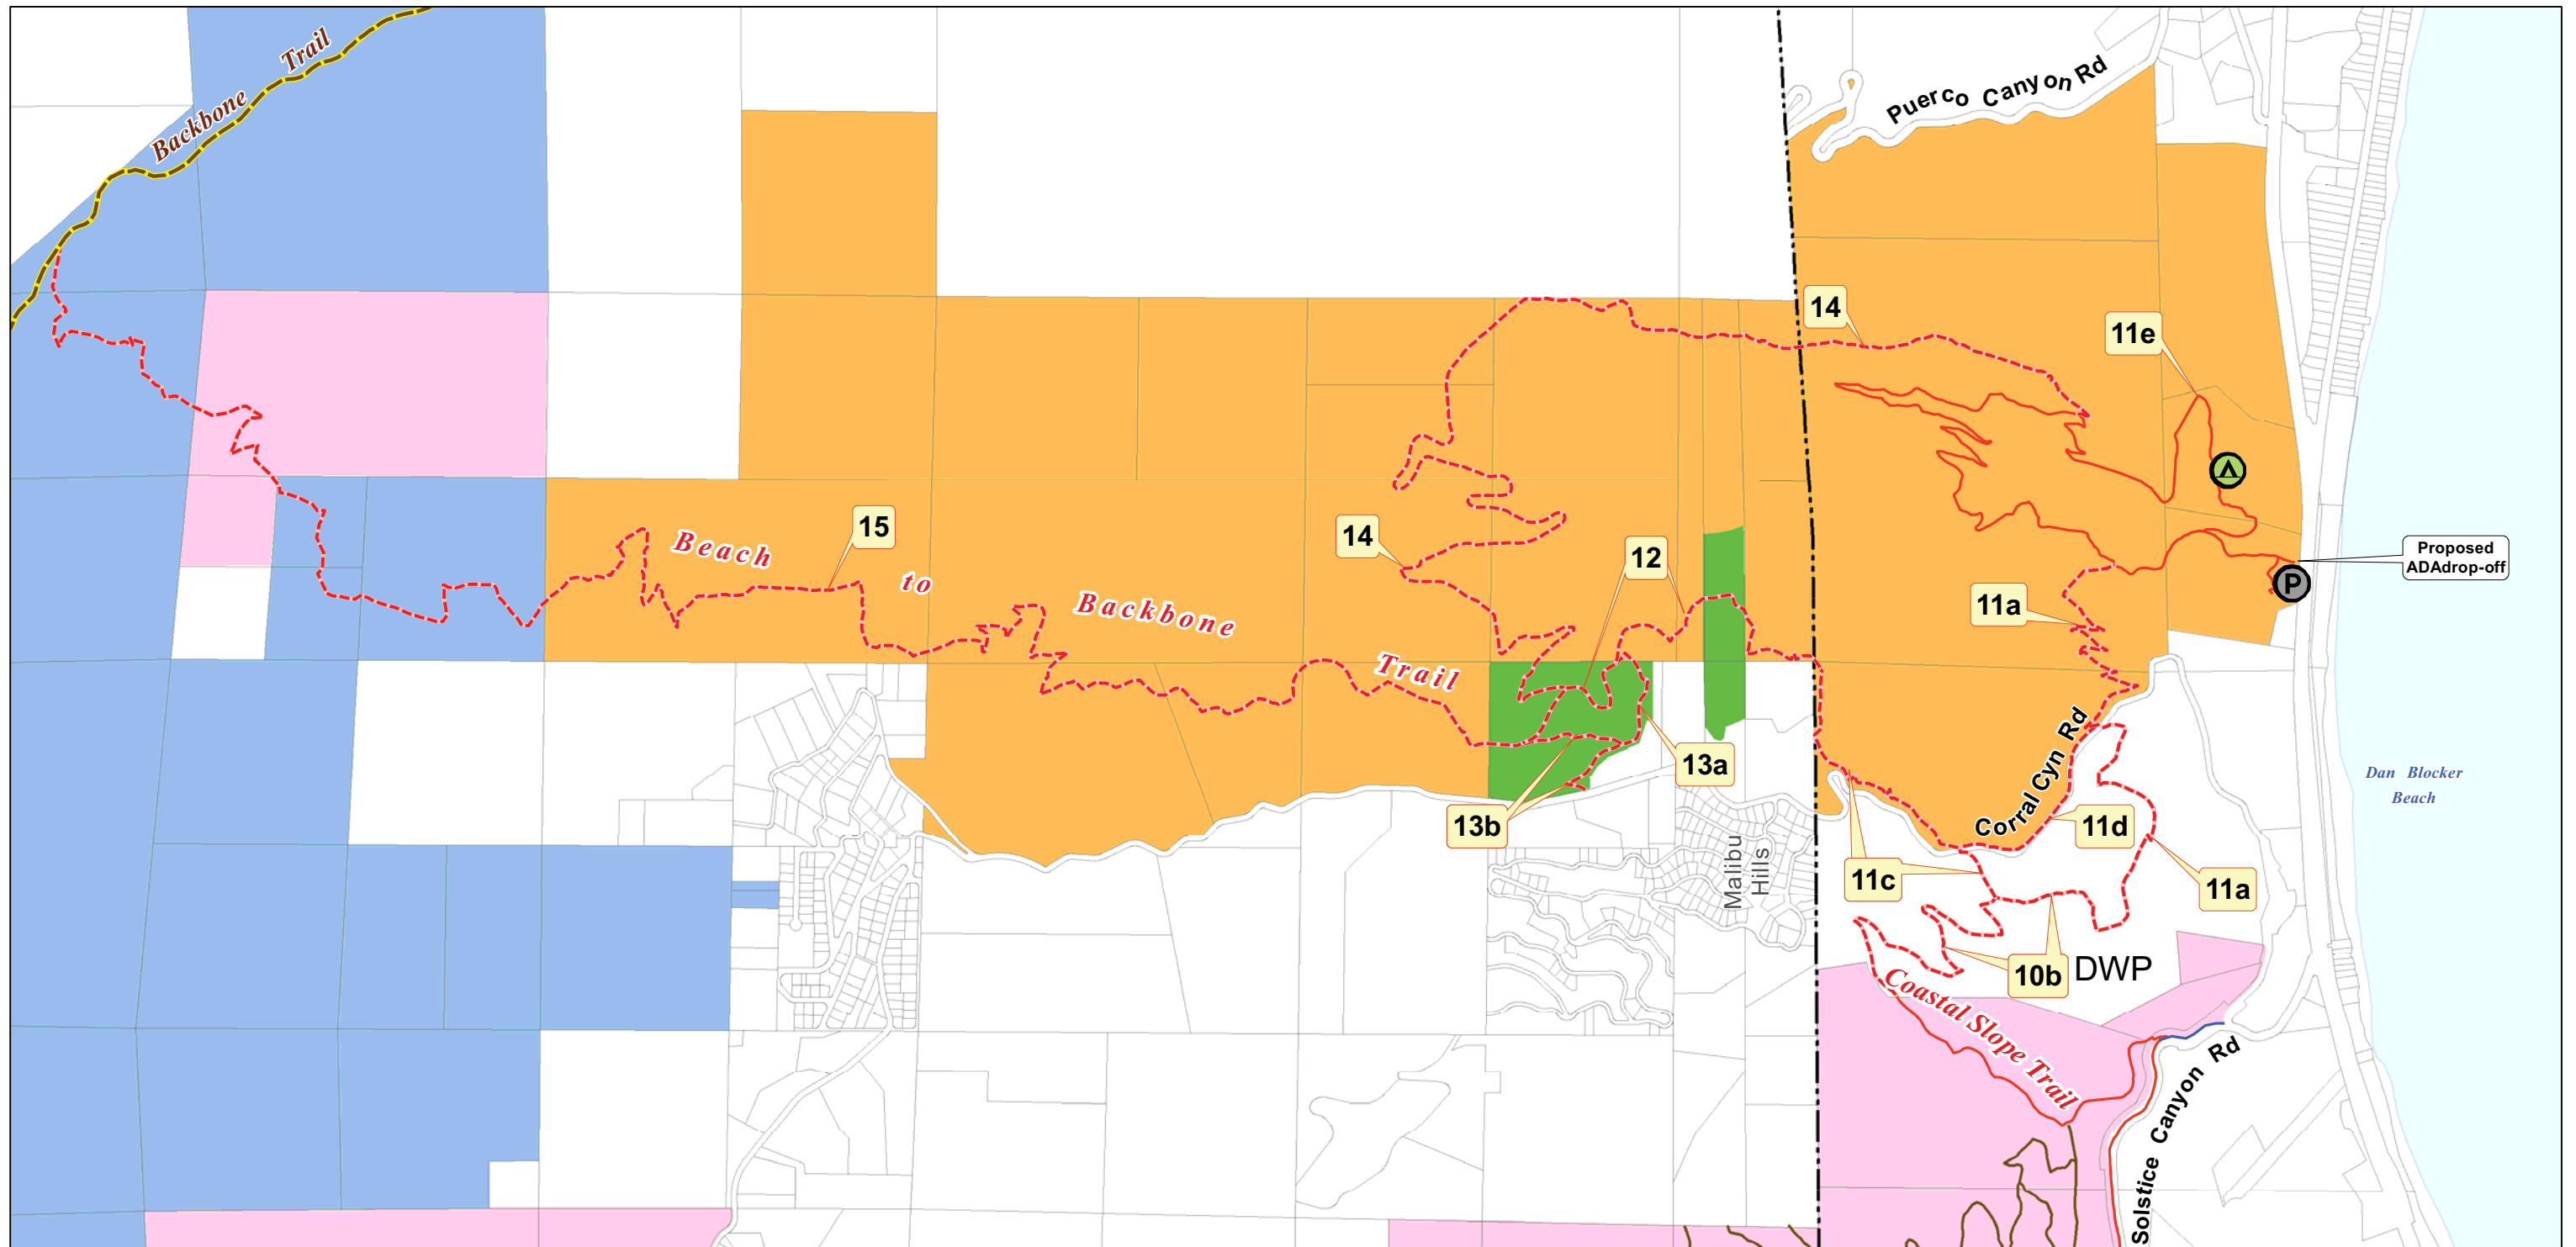 Backbone Trail
Puerco Canyon Rd
14
11e
15
Beach to Backbone Trail
14
12
Proposed
ADAdrop-off
P
11a
13a
Corral Cyn Rd
Dan Blocker
Beach
13b
11d
Malibu
Hills
11c
11a
10b
DWP
Coastal Slope Trail
Solstice Canyon Rd